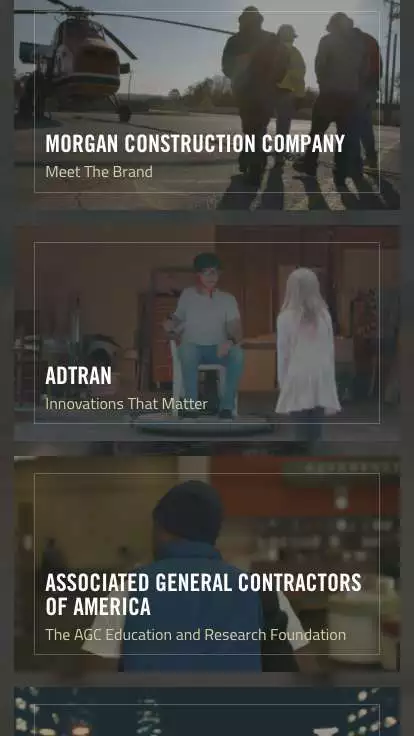 MORGAN CONSTRUCTION COMPANY
Meet The Brand
ADTRAN
Innovations That Matter
ASSOCIATED GENERAL CONTRACTORS
OF AMERICA
The AGC Education and Research Foundation